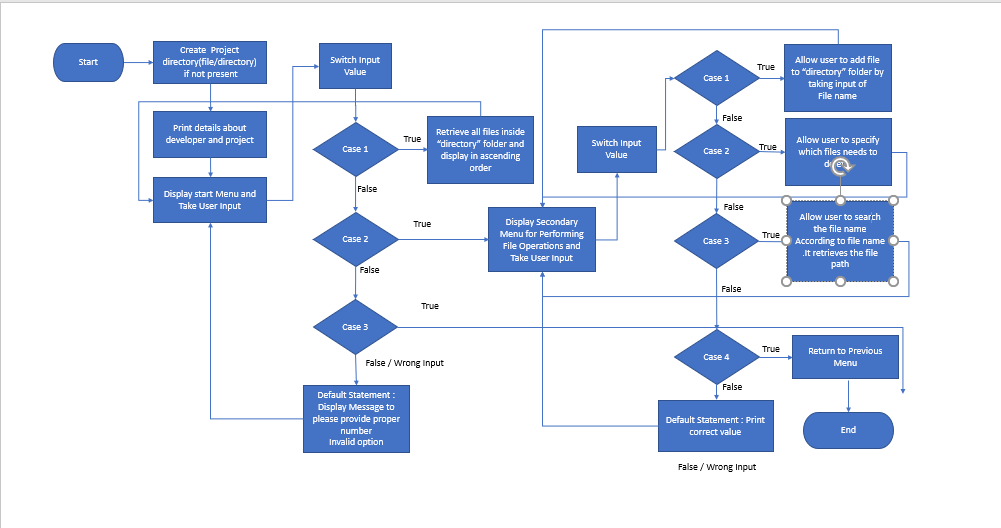 Start
Create Project
directory(file/directory)
if not present
Print details about
developer and project
Display start Menu and
Take User Input
Switch Input
Value
Case 1
True
Retrieve all files inside
“directory” folder and
display in ascending
order
False
Case 2
True
False
Case 3
True
False / Wrong Input
Default Statement :
Display Message to
please provide proper
number
Invalid option
Display Secondary
Menu for Performing
File Operations and
Take User Input
Switch Input
Value
Case 1
True
Allow user to add file
to “directory” folder by
taking input of
File name
False
Case 2
True
Allow user to specify
which files needs to
False
Case 3
True
Allow user to search
the file name
According to file name
.It retrieves the file
path
False
Case 4
True
Return to Previous
Menu
False
Default Statement : Print
correct value
False / Wrong Input
End